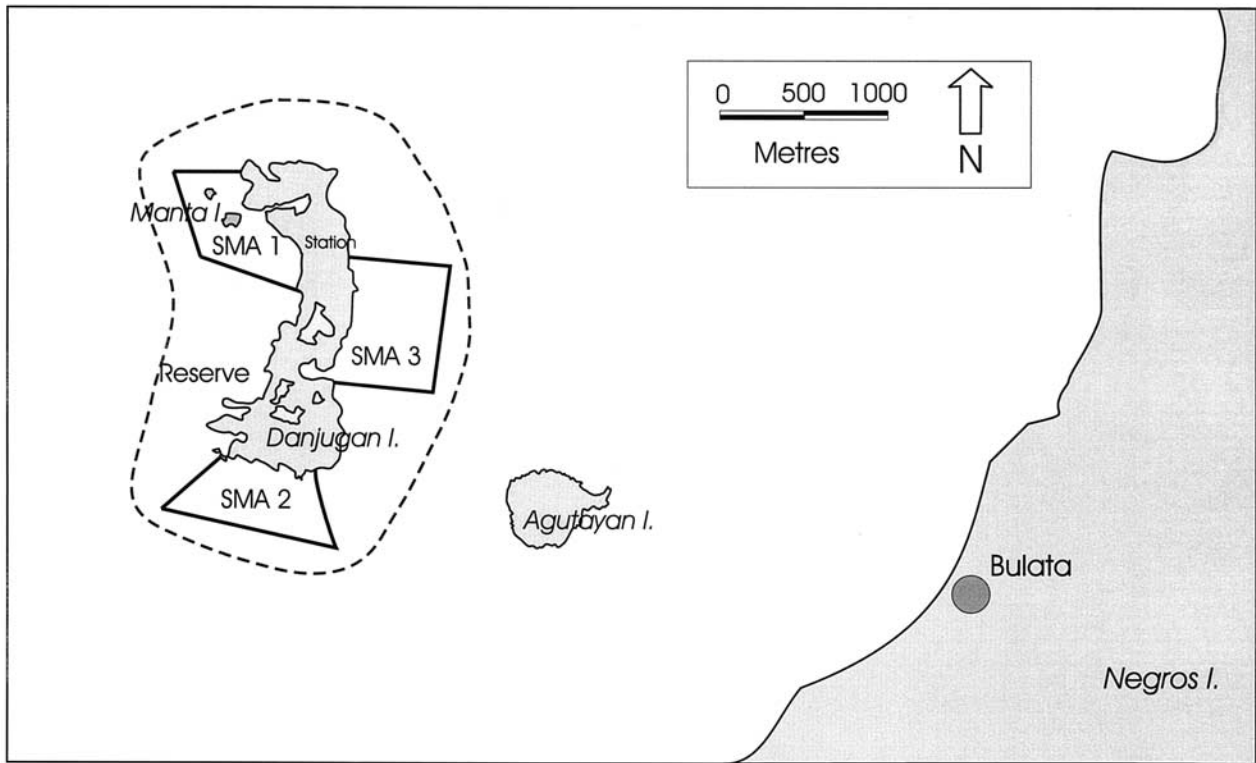 0 500 1000
Metres
N
Manta I.
SMA 1
Station
SMA 3
Reserve
Danjugan I.
SMA 2
Agutayan I.
Bulata
Negros I.